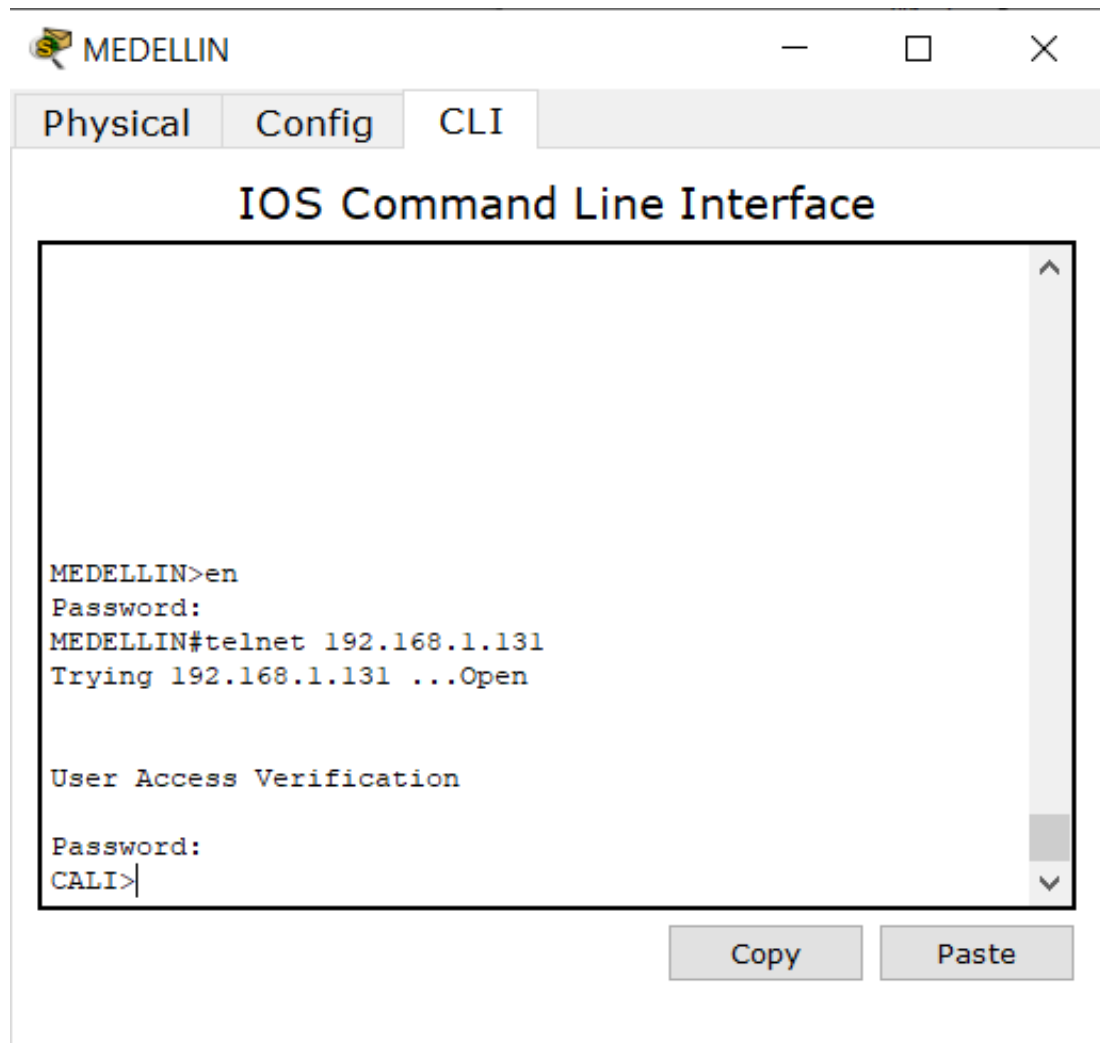 MEDELLIN
Physical Config CLI
IOS Command Line Interface
MEDELLIN>en
Password:
MEDELLIN#telnet 192.168.1.131
Trying 192.168.1.131 ...Open
User Access Verification
Password:
CALI>
Copy Paste